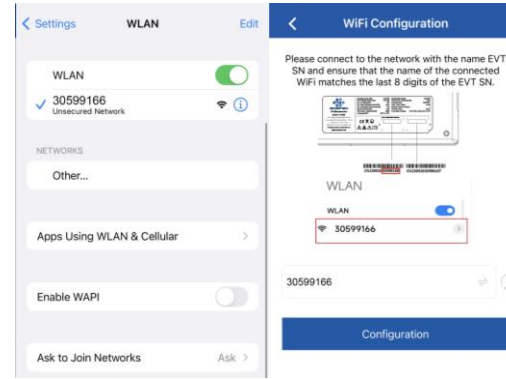 Settings
WLAN
Edit
WLAN
30599166
Unsecured Network
NETWORKS
Other...
Apps Using WLAN & Cellular
Enable WAPI
Ask to Join Networks
Ask
WiFi Configuration
Please connect to the network with the name EVT
SN and ensure that the name of the connected
WiFi matches the last 8 digits of the EVT SN.
WLAN
WLAN
30599166
30599166
Configuration